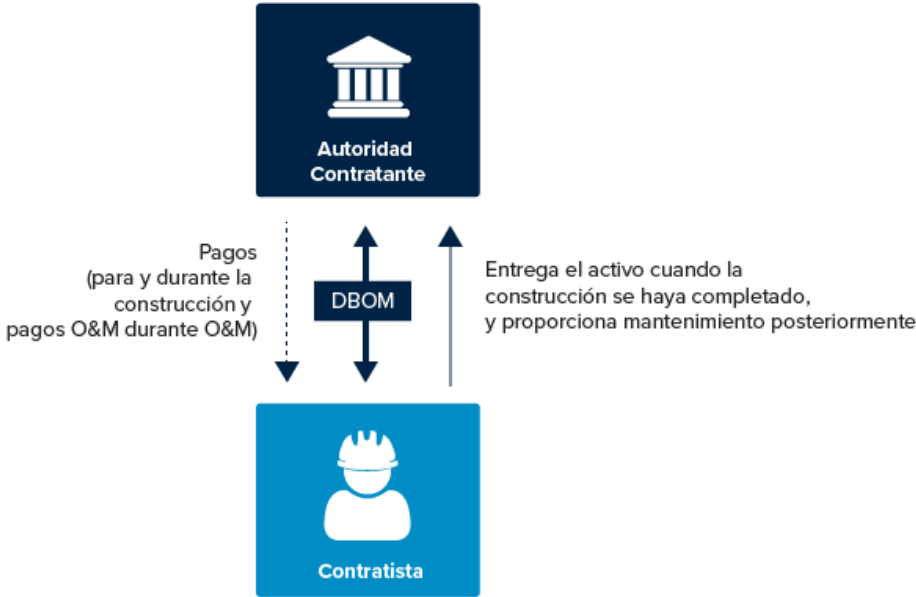 Autoridad
Contratante
Pagos
(para y durante la
construcción y
pagos O&M durante O&M)
DBOM
Entrega el activo cuando la
construcción se haya completado,
y proporciona mantenimiento posteriormente
Contratista